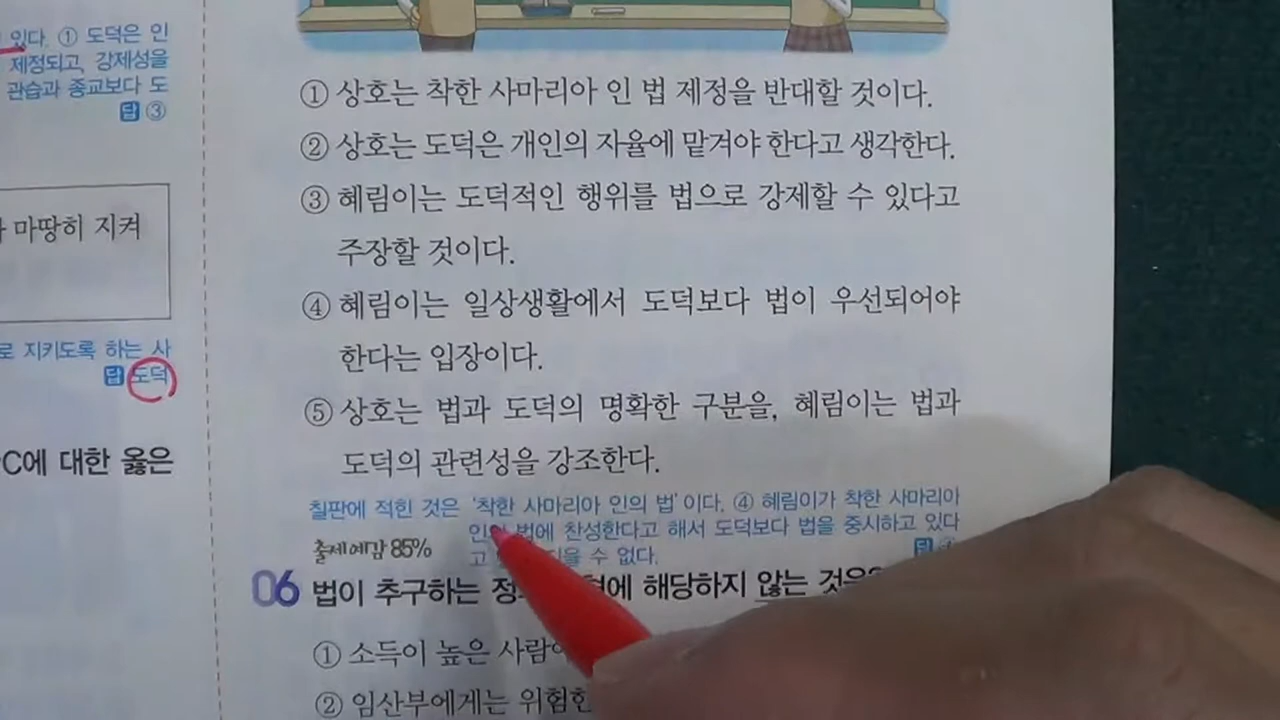 있다. ① 도덕은 인
제정되고, 강제성을
관습과 종교보다 도
답 ③
마땅히 지켜
로 지키도록 하는 사
답 도덕
C에 대한 옳은
① 상호는 착한 사마리아 인 법 제정을 반대할 것이다.
② 상호는 도덕은 개인의 자율에 맡겨야 한다고 생각한다.
③ 혜림이는 도덕적인 행위를 법으로 강제할 수 있다고
주장할 것이다.
④ 혜림이는 일상생활에서 도덕보다 법이 우선되어야
한다는 입장이다.
⑤ 상호는 법과 도덕의 명확한 구분을, 혜림이는 법과
도덕의 관련성을 강조한다.
칠판에 적힌 것은 '착한 사마리아 인의 법'이다. ④ 혜림이가 착한 사마리아
법에 찬성한다고 해서 도덕보다 법을 중시하고 있다
고 수 없다.
답
출제예감 85%
06 법이 추구하는 해당하지 않는 것은?
① 소득이 높은
② 임산부에게는